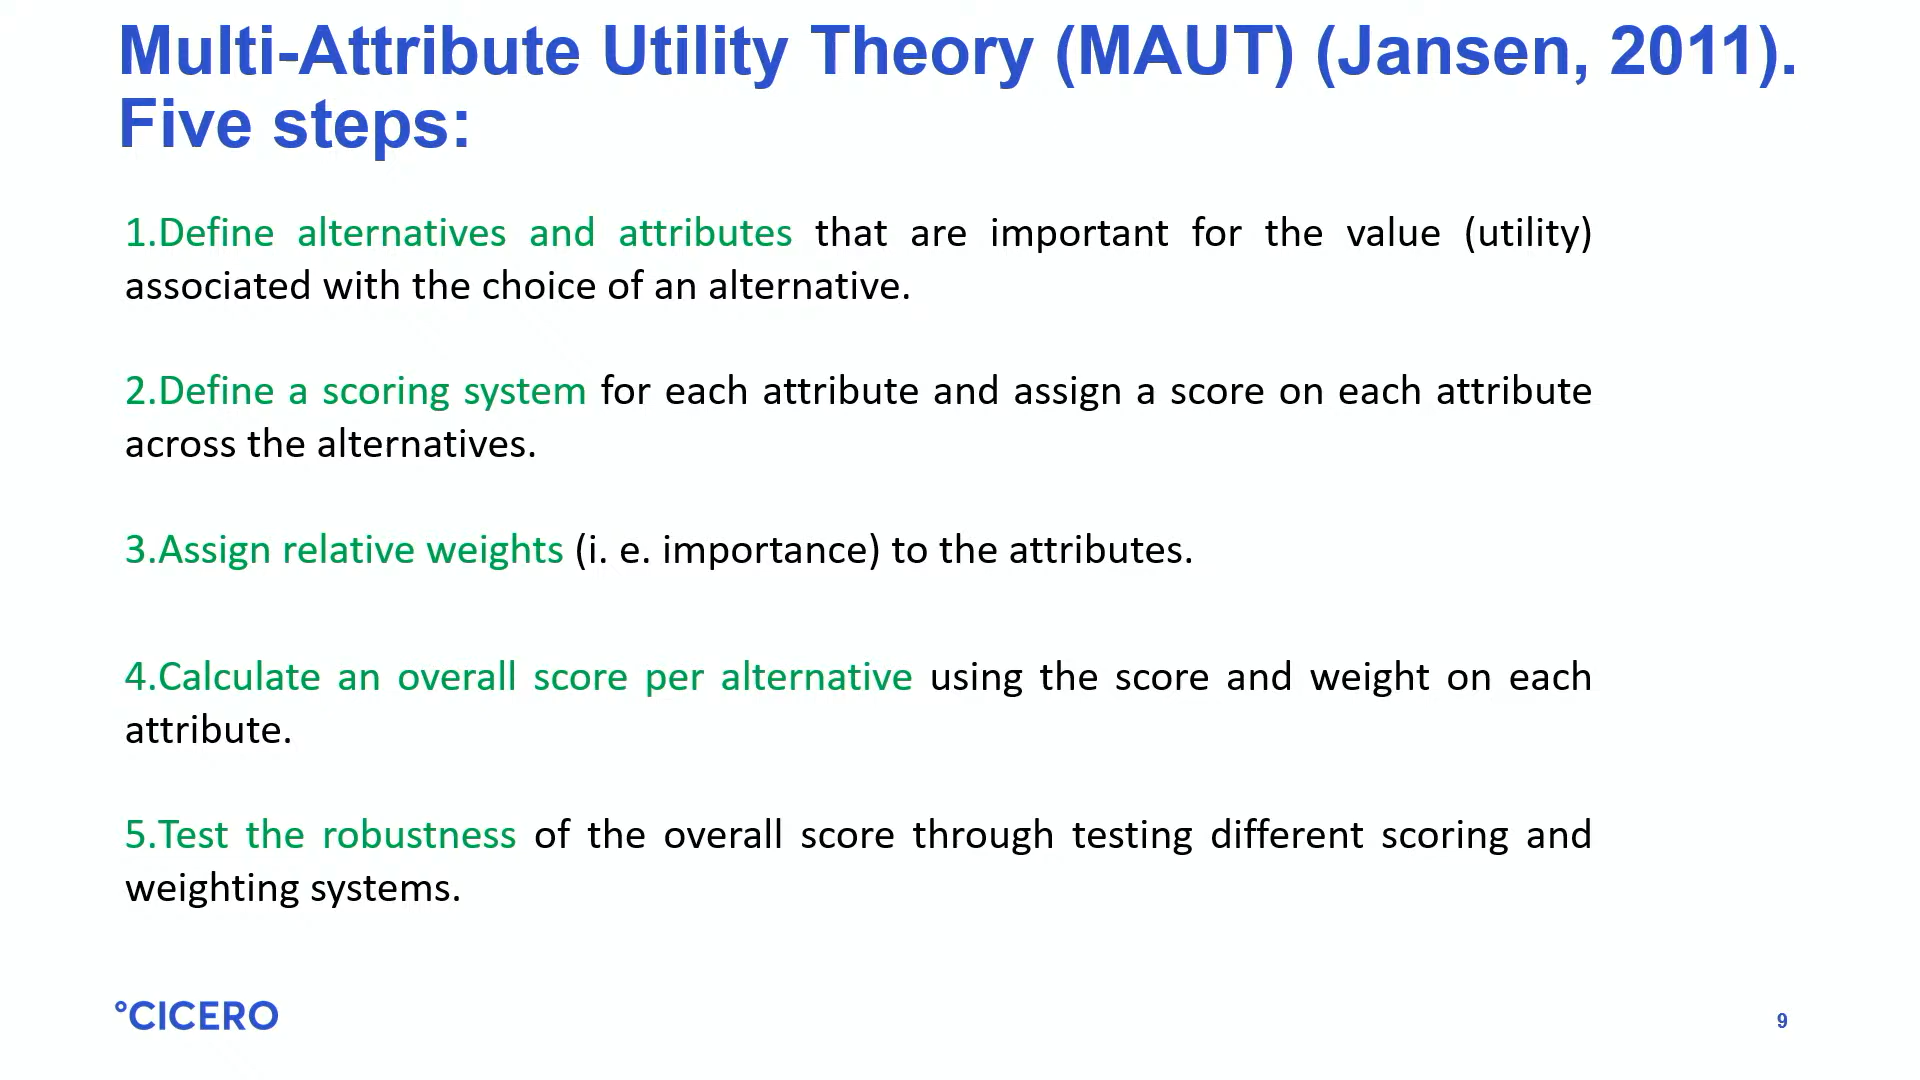 Multi-Attribute Utility Theory (MAUT) (Jansen, 2011).
Five steps:
1.Define alternatives and attributes that are important for the value (utility)
associated with the choice of an alternative.
2.Define a scoring system for each attribute and assign a score on each attribute
across the alternatives.
3.Assign relative weights (i. e. importance) to the attributes.
4.Calculate an overall score per alternative using the score and weight on each
attribute.
5.Test the robustness of the overall score through testing different scoring and
weighting systems.
°CICERO
9